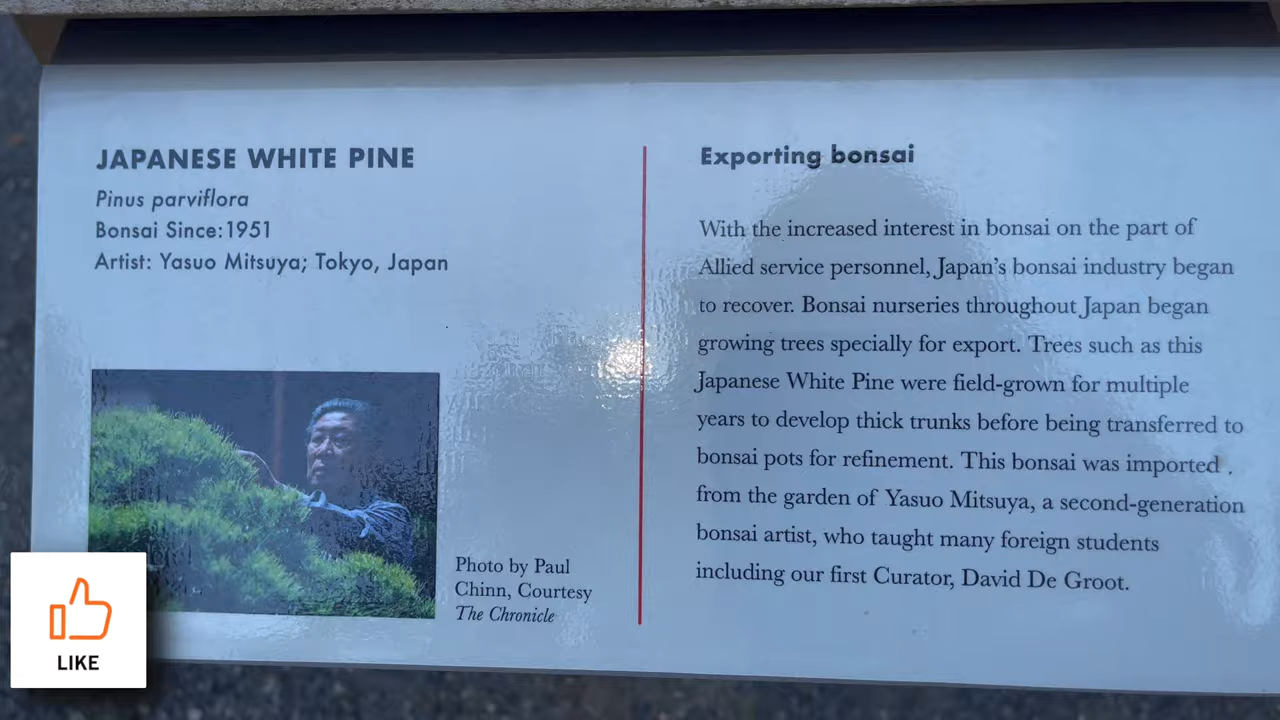 JAPANESE WHITE PINE
Pinus parviflora
Bonsai Since:1951
Artist: Yasuo Mitsuya; Tokyo, Japan
Photo by Paul
Chinn, Courtesy
The Chronicle
Exporting bonsai
With the increased interest in bonsai on the part of
Allied service personnel, Japan's bonsai industry began
to recover. Bonsai nurseries throughout Japan began
growing trees specially for export. Trees such as this
Japanese White Pine were field-grown for multiple
years to develop thick trunks before being transferred to
bonsai pots for refinement. This bonsai was imported
from the garden of Yasuo Mitsuya, a second-generation
bonsai artist, who taught many foreign students
including our first Curator, David De Groot.
LIKE